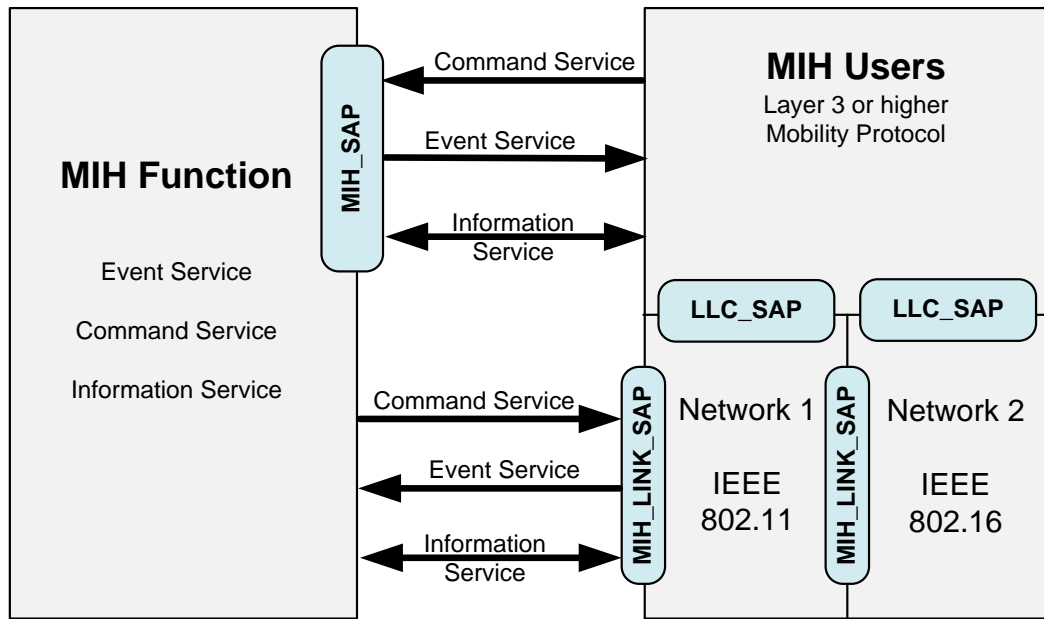 MIH Function
Event Service
Command Service
Information Service
MIH_SAP
Command Service
Event Service
Information
Service
MIH Users
Layer 3 or higher
Mobility Protocol
LLC_SAP
LLC_SAP
Command Service
Event Service
Information
Service
MIH_LINK_SAP
Network 1
IEEE
802.11
MIH_LINK_SAP
Network 2
IEEE
802.16